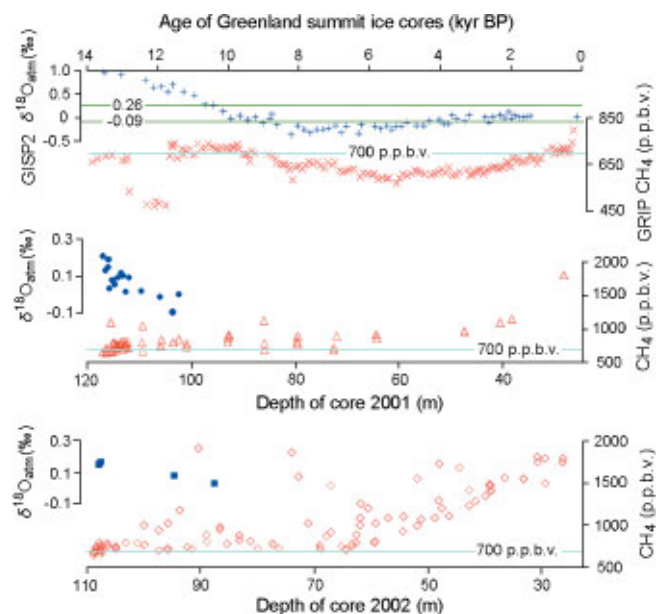 Age of Greenland summit ice cores (kyr BP)
14 12 10 8 6 4 2 0
GISP2 δ18Oatm(‰)
1.0
0.5
0
-0.5
0.26
-0.09
700 p.p.b.v.
850
650
450
GRIP CH4 (p.p.b.v.)
δ18Oatm(‰)
0.3
0.1
-0.1
700 p.p.b.v.
2000
1500
1000
500
CH4 (p.p.b.v.)
120 100 80 60 40
Depth of core 2001 (m)
δ18Oatm(‰)
0.3
0.1
-0.1
700 p.p.b.v.
2000
1500
1000
500
CH4 (p.p.b.v.)
110 90 70 50 30
Depth of core 2002 (m)